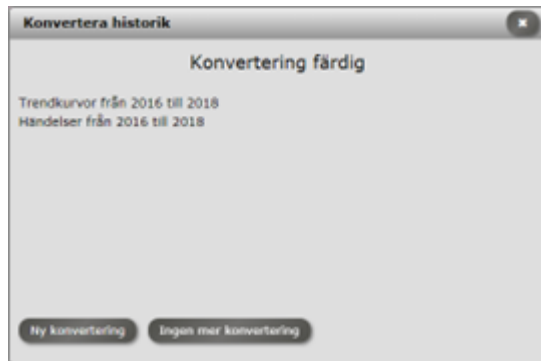 Konvertera historik
Konvertering färdig
Trendkurvor från 2016 till 2018
Händelser från 2016 till 2018
Ny konvertering
Ingen mer konvertering